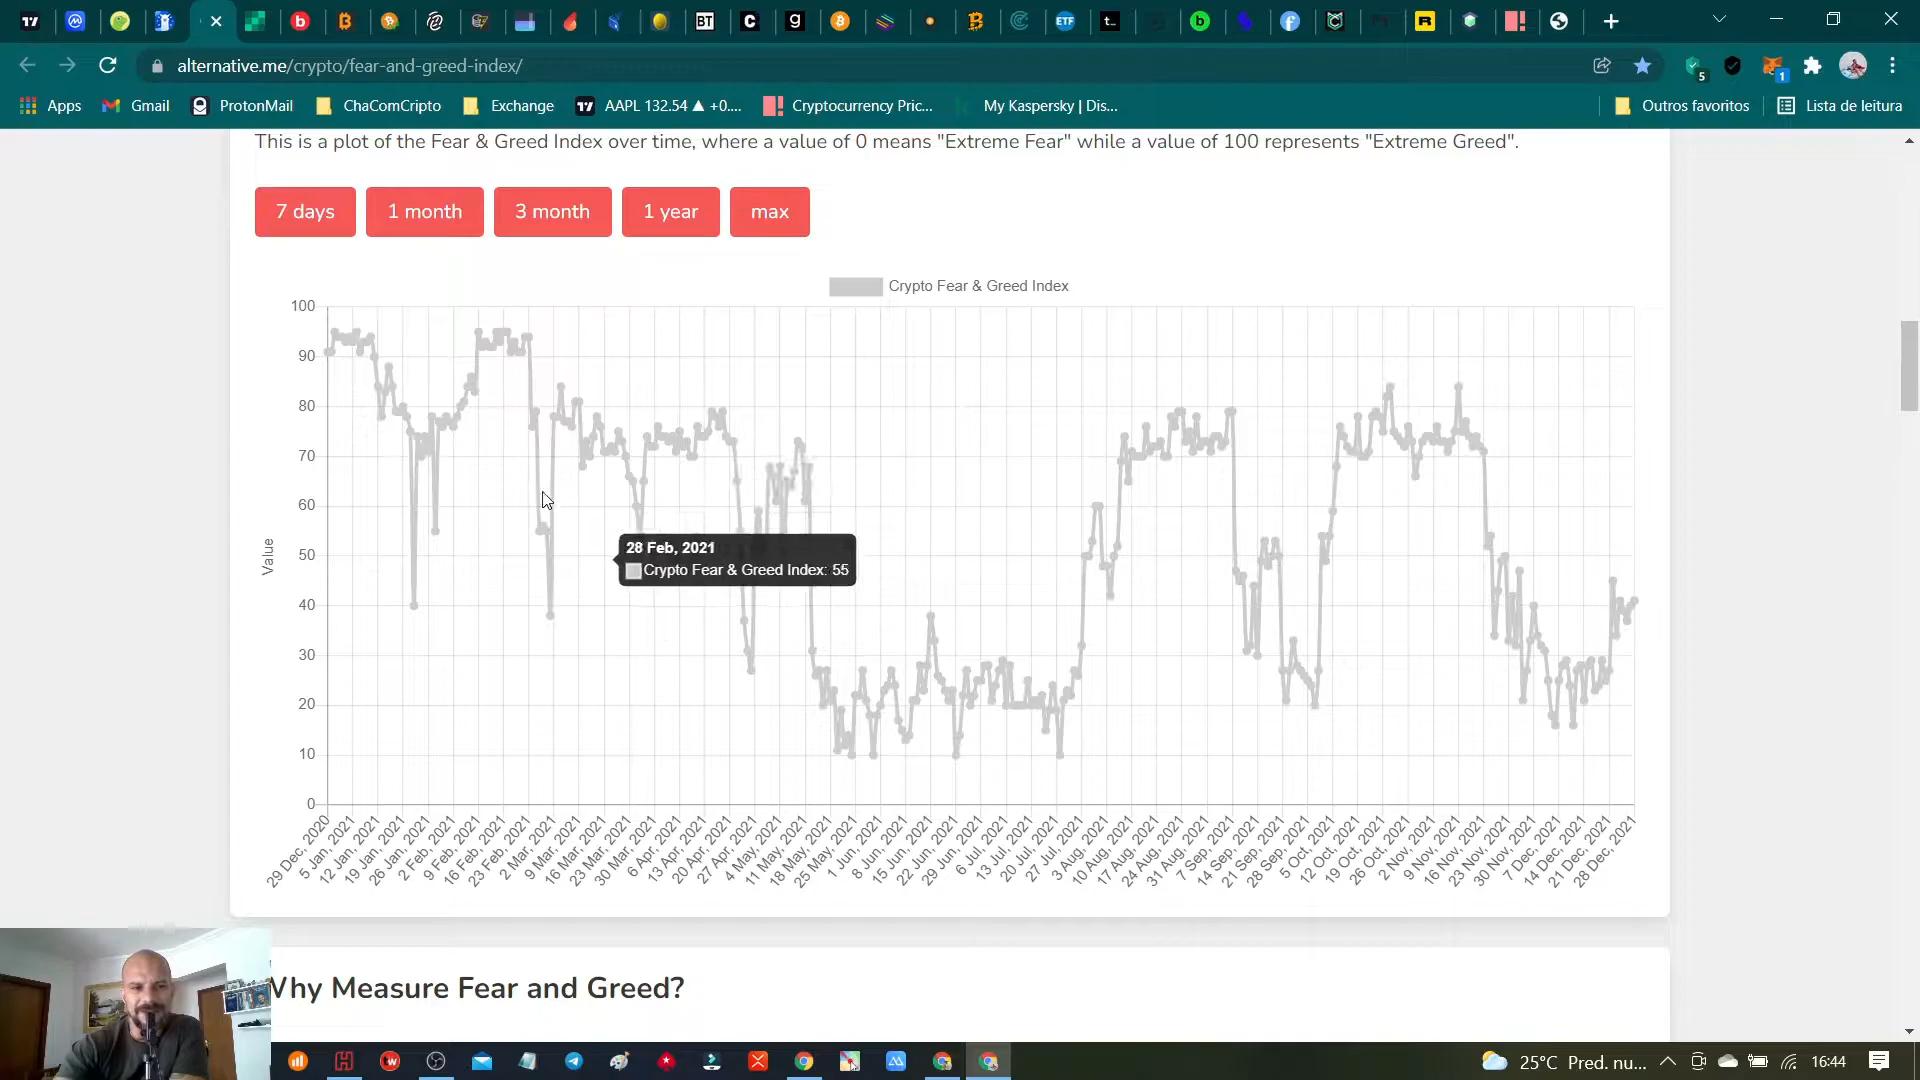 alternative.me/crypto/fear-and-greed-index/
5
1
Apps
Gmail
ProtonMail
ChaComCripto
Exchange
AAPL 132.54 ▲ +0....
Cryptocurrency Pric...
My Kaspersky | Dis...
Outros favoritos
Lista de leitura
This is a plot of the Fear & Greed Index over time, where a value of 0 means "Extreme Fear" while a value of 100 represents "Extreme Greed".
7 days
1 month
3 month
1 year
max
Crypto Fear & Greed Index
100
90
80
70
60
50
40
30
20
10
0
Value
28 Feb, 2021
Crypto Fear & Greed Index: 55
29 Dec, 2020
5 Jan, 2021
12 Jan, 2021
19 Jan, 2021
26 Jan, 2021
2 Feb, 2021
9 Feb, 2021
16 Feb, 2021
23 Feb, 2021
2 Mar, 2021
9 Mar, 2021
16 Mar, 2021
23 Mar, 2021
30 Mar, 2021
6 Apr, 2021
13 Apr, 2021
20 Apr, 2021
27 Apr, 2021
4 May, 2021
11 May, 2021
18 May, 2021
25 May, 2021
1 Jun, 2021
8 Jun, 2021
15 Jun, 2021
22 Jun, 2021
29 Jun, 2021
6 Jul, 2021
13 Jul, 2021
20 Jul, 2021
27 Jul, 2021
3 Aug, 2021
10 Aug, 2021
17 Aug, 2021
24 Aug, 2021
31 Aug, 2021
7 Sep, 2021
14 Sep, 2021
21 Sep, 2021
28 Sep, 2021
5 Oct, 2021
12 Oct, 2021
19 Oct, 2021
26 Oct, 2021
2 Nov, 2021
9 Nov, 2021
16 Nov, 2021
23 Nov, 2021
30 Nov, 2021
7 Dec, 2021
14 Dec, 2021
21 Dec, 2021
28 Dec, 2021
Why Measure Fear and Greed?
25°C Pred. nu...
16:44